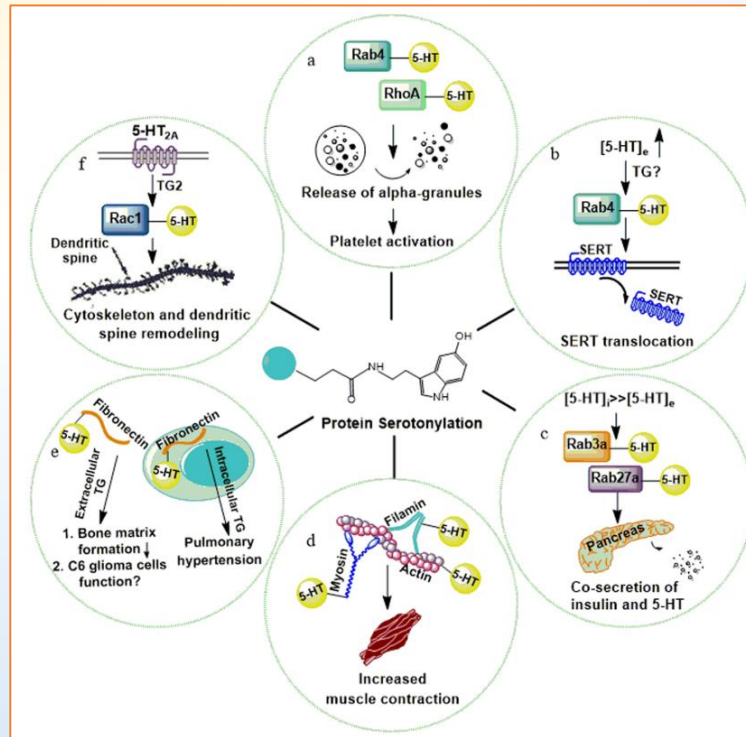 a
Rab4
5-HT
RhoA
5-HT
Release of alpha-granules
Platelet activation
b
[5-HT]e
TG?
Rab4
5-HT
SERT
SERT
SERT translocation
[5-HT]i>>[5-HT]e
c
Rab3a
5-HT
Rab27a
5-HT
Pancreas
Co-secretion of
insulin and 5-HT
d
Filamin
5-HT
Myosin
Actin
5-HT
5-HT
Increased
muscle contraction
e
Fibronectin
5-HT
Fibronectin
5-HT
Extracellular
TG
Intracellular TG
1. Bone matrix
formation ↓
2. C6 glioma cells
function?
Pulmonary
hypertension
f
5-HT2A
TG2
Rac1
5-HT
Dendritic
spine
Cytoskeleton and dendritic
spine remodeling
OH
H
N
O
N
H
Protein Serotonylation